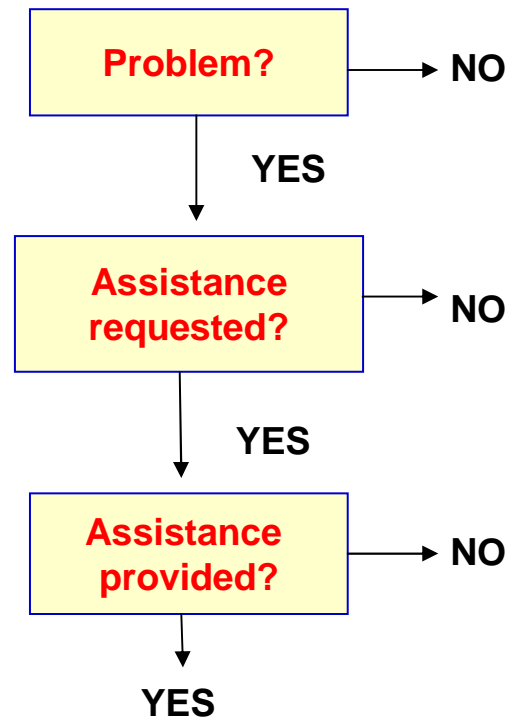 Problem?
NO
YES
Assistance
requested?
NO
YES
Assistance
provided?
NO
YES